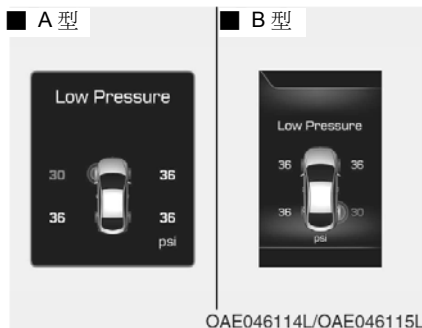 ■ A 型
Low Pressure
30 36
36 36
psi
■ B 型
Low Pressure
36 36
36 30
psi
OAE046114L/OAE046115L